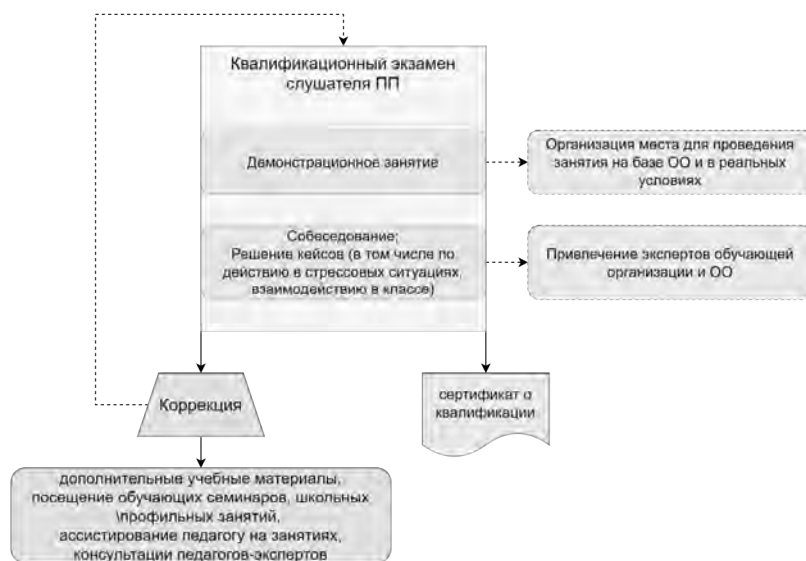 Квалификационный экзамен
слушателя ПП
Демонстрационное занятие
Организация места для проведения
занятия на базе ОО и в реальных
условиях
Собеседование;
Решение кейсов (в том числе по
действию в стрессовых ситуациях,
взаимодействию в классе)
Привлечение экспертов обучающей
организации и ОО
Коррекция
сертификат о
квалификации
дополнительные учебные материалы,
посещение обучающих семинаров, школьных
\профильных занятий,
ассистирование педагогу на занятиях,
консультации педагогов-экспертов